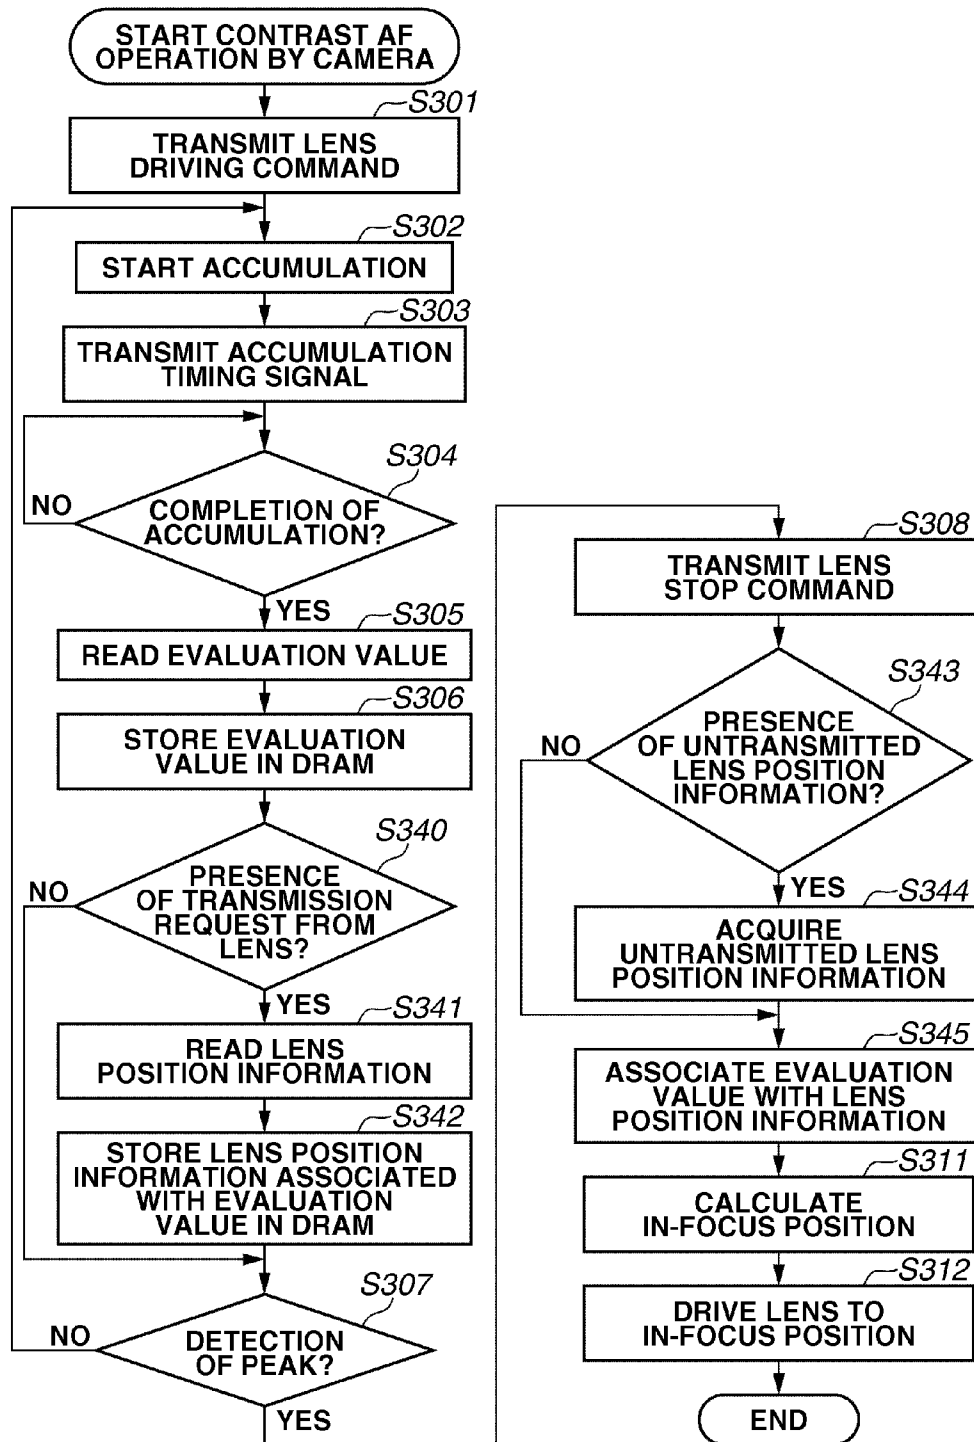 START CONTRAST AF
OPERATION BY CAMERA
S301
TRANSMIT LENS
DRIVING COMMAND
S302
START ACCUMULATION
S303
TRANSMIT ACCUMULATION
TIMING SIGNAL
S304
NO
COMPLETION OF
ACCUMULATION?
YES
S305
READ EVALUATION VALUE
S306
STORE EVALUATION
VALUE IN DRAM
S340
NO
PRESENCE
OF TRANSMISSION
REQUEST FROM
LENS?
YES
S341
READ LENS
POSITION INFORMATION
S342
STORE LENS POSITION
INFORMATION ASSOCIATED
WITH EVALUATION
VALUE IN DRAM
S307
NO
DETECTION
OF PEAK?
YES
S308
TRANSMIT LENS
STOP COMMAND
S343
NO
PRESENCE
OF UNTRANSMITTED
LENS POSITION
INFORMATION?
YES
S344
ACQUIRE
UNTRANSMITTED LENS
POSITION INFORMATION
S345
ASSOCIATE EVALUATION
VALUE WITH LENS
POSITION INFORMATION
S311
CALCULATE
IN-FOCUS POSITION
S312
DRIVE LENS TO
IN-FOCUS POSITION
END